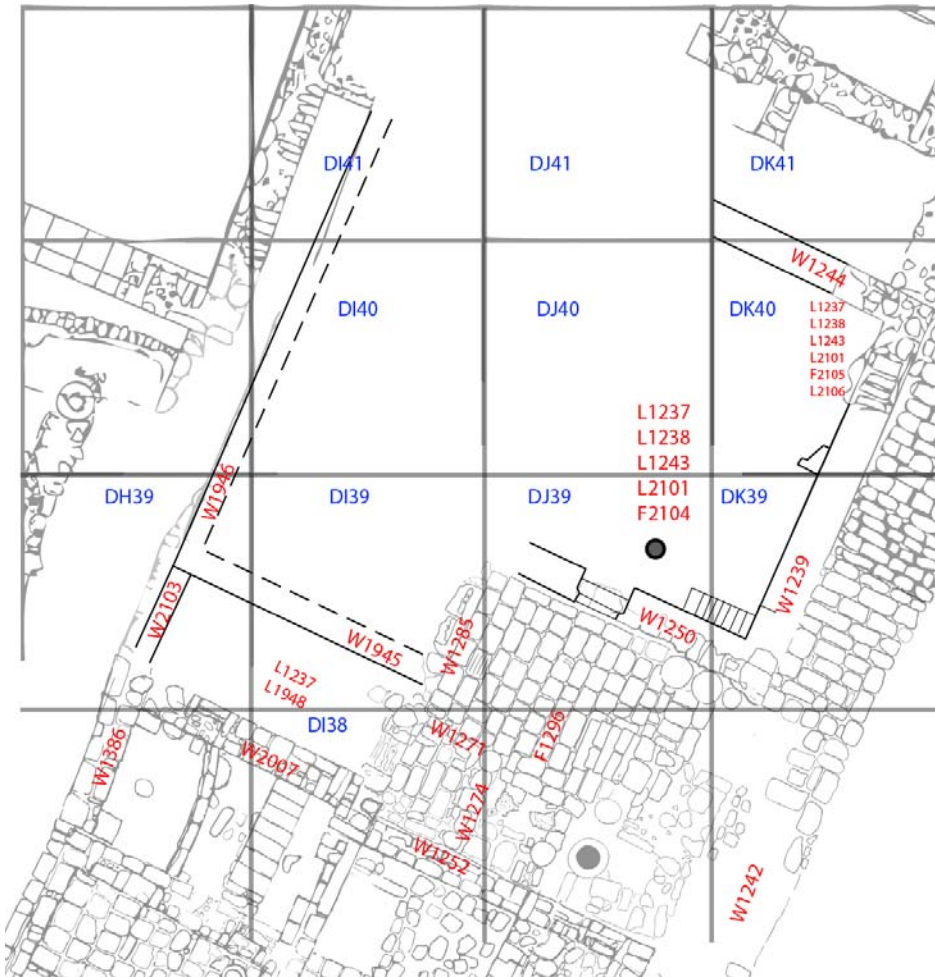 DI41
DJ41
DK41
W1244
DI40
DJ40
DK40
L1237
L1238
L1243
L2101
F2105
L2106
L1237
L1238
L1243
L2101
F2104
DH39
W1946
DI39
DJ39
DK39
W1239
W2103
W1945
W1285
W1250
L1237
L1948
DI38
W1386
W2007
W1271
F1296
W1274
W1252
W1242